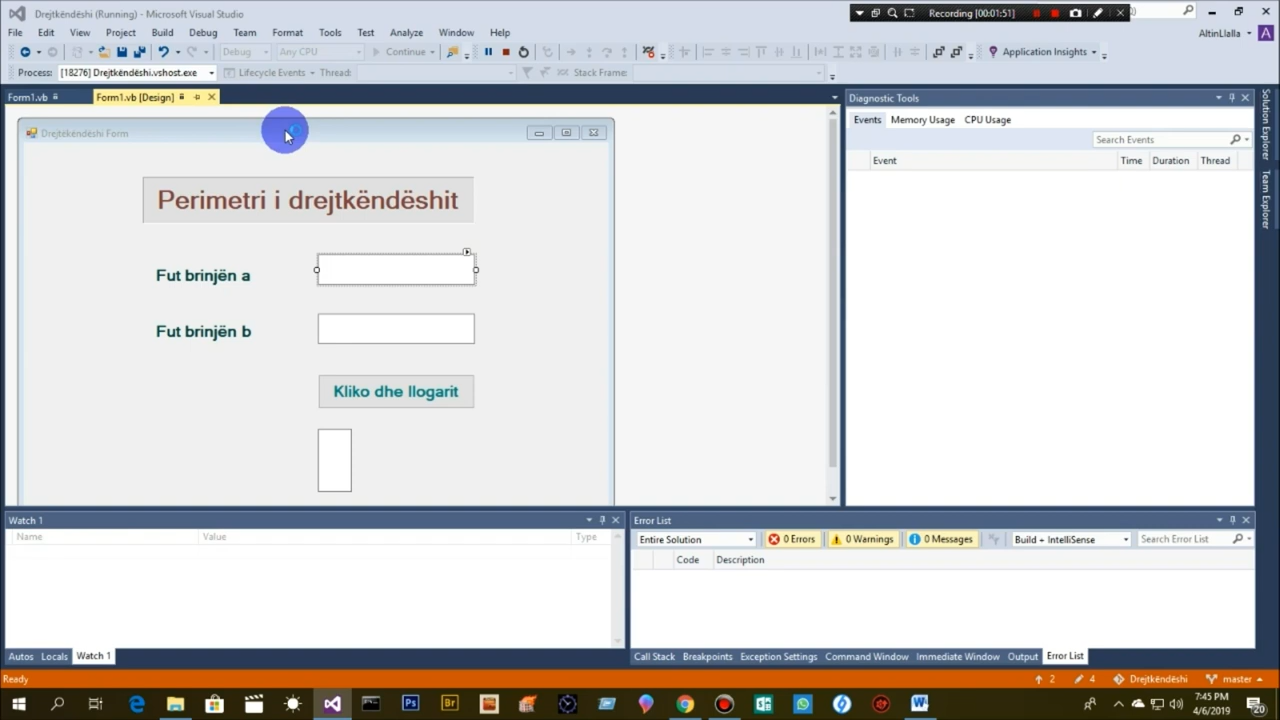 Drejtkëndëshi (Running) - Microsoft Visual Studio
Recording [00:01:51]
File Edit View Project Build Debug Team Format Tools Test Analyze Window Help
AltinLlalla A
Debug Any CPU Continue Application Insights
Process: [18276] Drejtkëndëshi.vshost.exe Lifecycle Events Thread: Stack Frame:
Form1.vb Form1.vb [Design]
Diagnostic Tools
Solution Explorer
Team Explorer
Events Memory Usage CPU Usage
Search Events
Event Time Duration Thread
Drejtëkëndëshi Form
Perimetri i drejtkëndëshit
Fut brinjën a
Fut brinjën b
Kliko dhe llogarit
Watch 1
Name Value Type
Autos Locals Watch 1
Error List
Entire Solution 0 Errors 0 Warnings 0 Messages Build + IntelliSense Search Error List
Code Description
Call Stack Breakpoints Exception Settings Command Window Immediate Window Output Error List
Ready 2 4 Drejtkëndëshi master
Ps Br
7:45 PM
4/6/2019
20